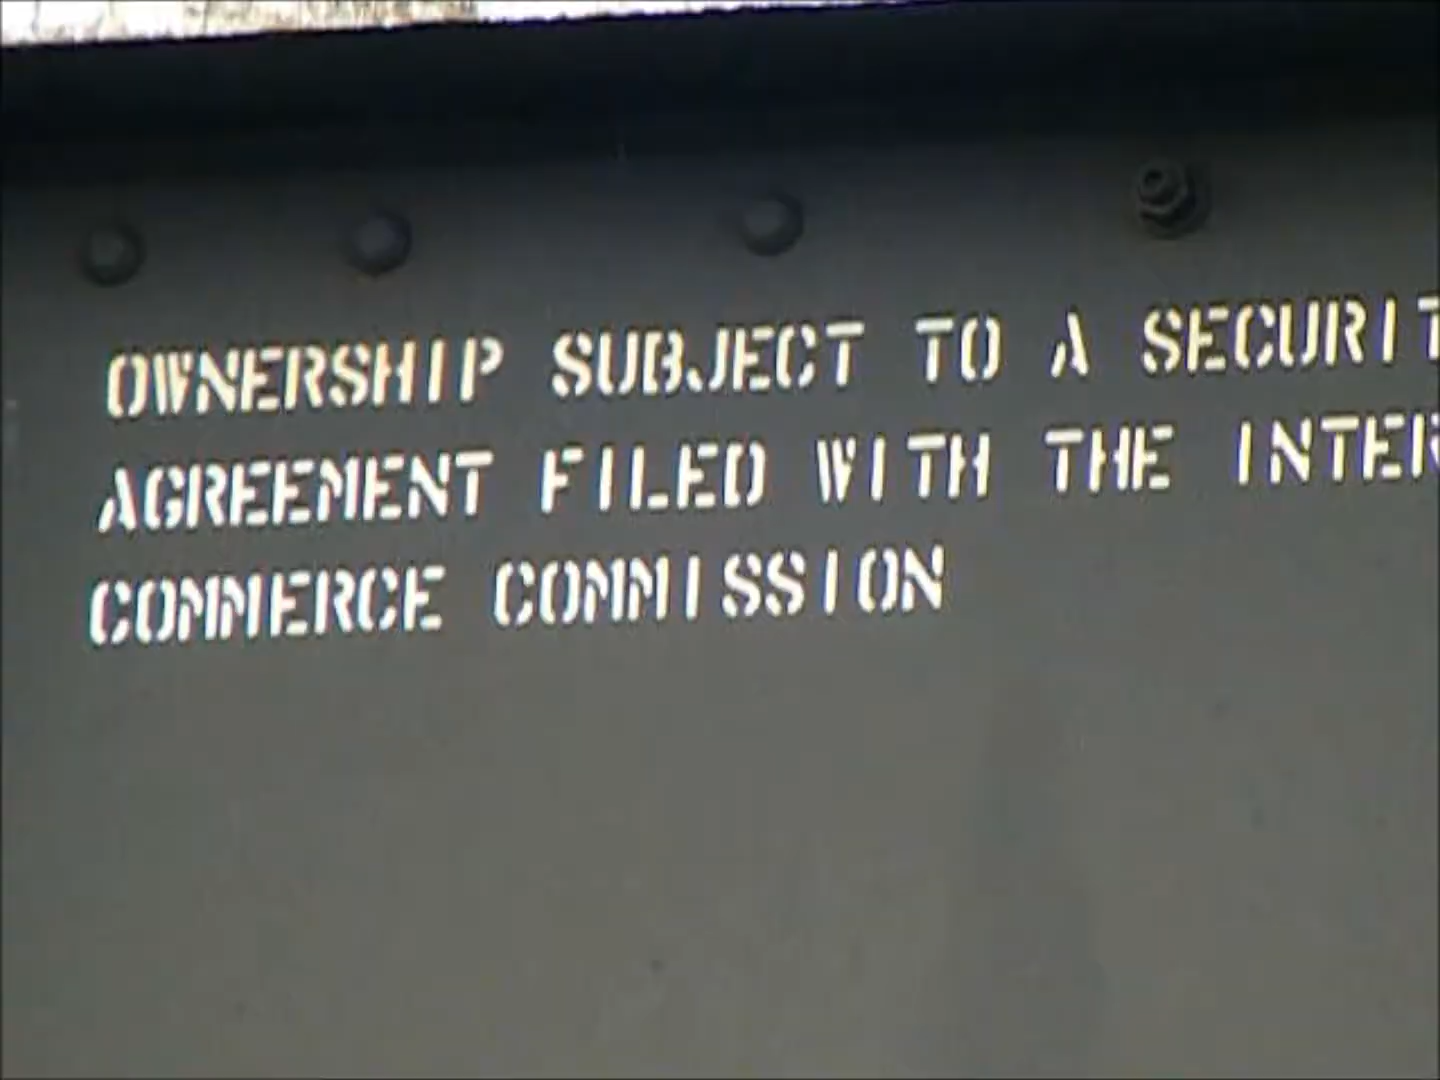 OWNERSHIP SUBJECT TO A SECURIT
AGREEMENT FILED WITH THE INTER
COMMERCE COMMISSION